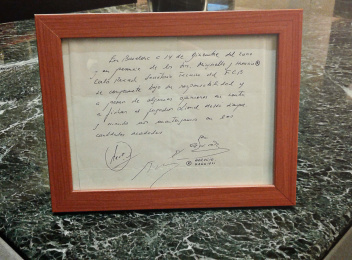 En Barcelona a 14 de Diciembre del 2000
y en presencia de los Srs. Minguella y Horacio
Carles Rexach Secretario Técnico del F.C.B
se compromete bajo su responsabilidad y
a pesar de algunas opiniones en contra
a fichar al jugador Lionel Messi siempre
y cuando nos mantengamos en las
cantidades acordadas